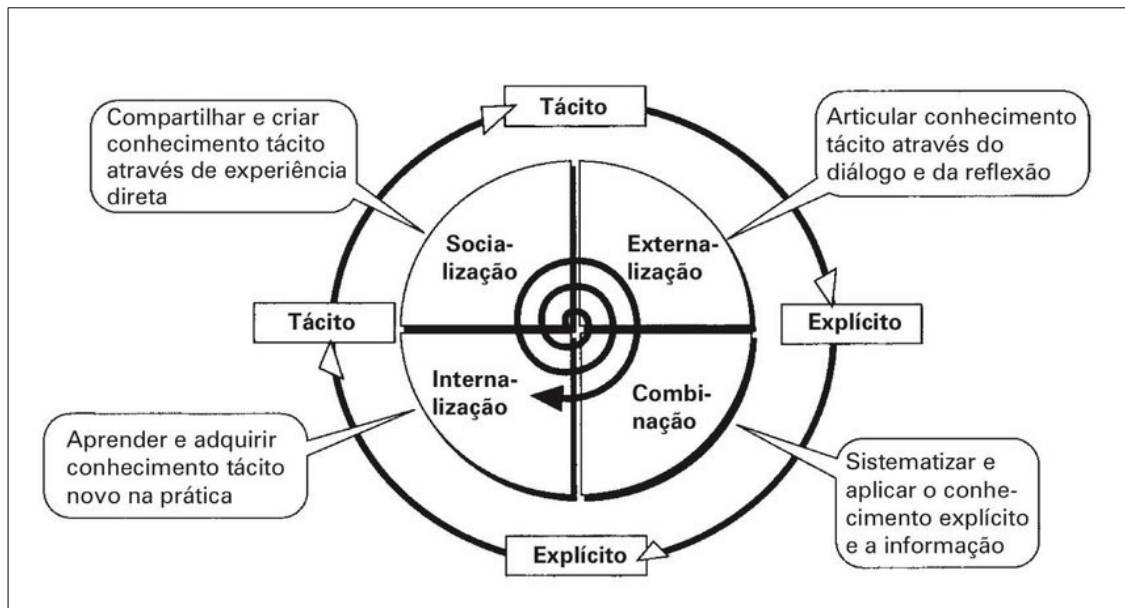 Tácito
Compartilhar e criar
conhecimento tácito
através de experiência
direta
Articular conhecimento
tácito através do
diálogo e da reflexão
Socia-
lização
Externa-
lização
Tácito
Explícito
Interna-
lização
Combi-
nação
Aprender e adquirir
conhecimento tácito
novo na prática
Sistematizar e
aplicar o conhe-
cimento explícito
e a informação
Explícito